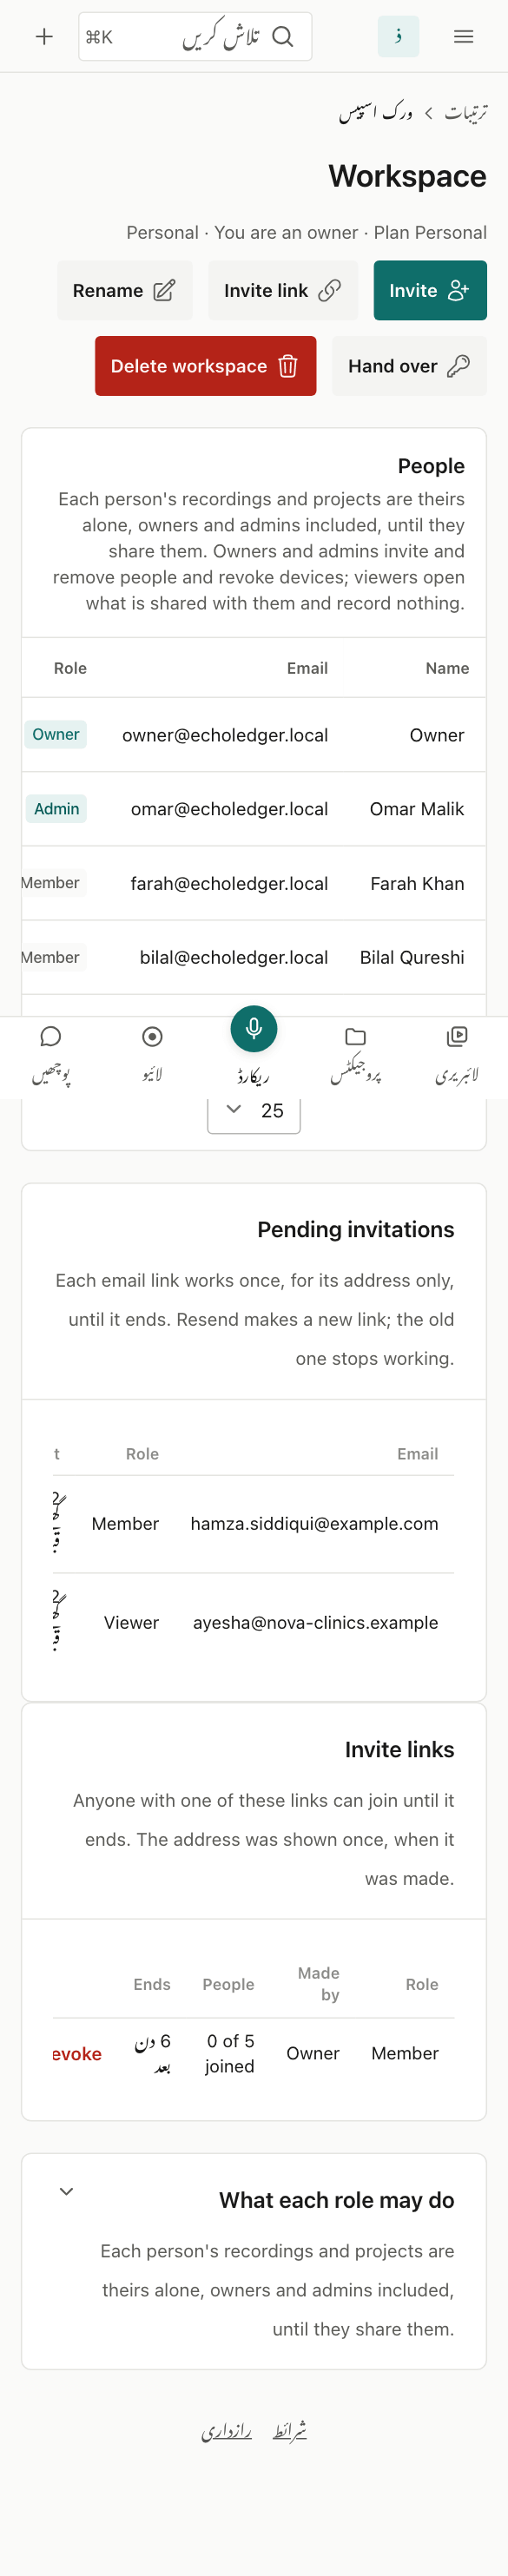 ذ
تلاش کریں
⌘K
ترتیبات
ورک اسپیس
Workspace
Personal · You are an owner · Plan Personal
Invite
Invite link
Rename
Hand over
Delete workspace
People
Each person's recordings and projects are theirs
alone, owners and admins included, until they
share them. Owners and admins invite and
remove people and revoke devices; viewers open
what is shared with them and record nothing.
Name Email Role
Owner owner@echoledger.local Owner
Omar Malik omar@echoledger.local Admin
Farah Khan farah@echoledger.local Member
Bilal Qureshi bilal@echoledger.local Member
لائبریری
پروجیکٹس
ریکارڈ
لائیو
پوچھیں
25
Pending invitations
Each email link works once, for its address only,
until it ends. Resend makes a new link; the old
one stops working.
Email Role t
hamza.siddiqui@example.com Member
ayesha@nova-clinics.example Viewer
Invite links
Anyone with one of these links can join until it
ends. The address was shown once, when it
was made.
Role Made by People Ends
Member Owner 0 of 5 joined 6 دن بعد evoke
What each role may do
Each person's recordings and projects are
theirs alone, owners and admins included,
until they share them.
شرائط رازداری